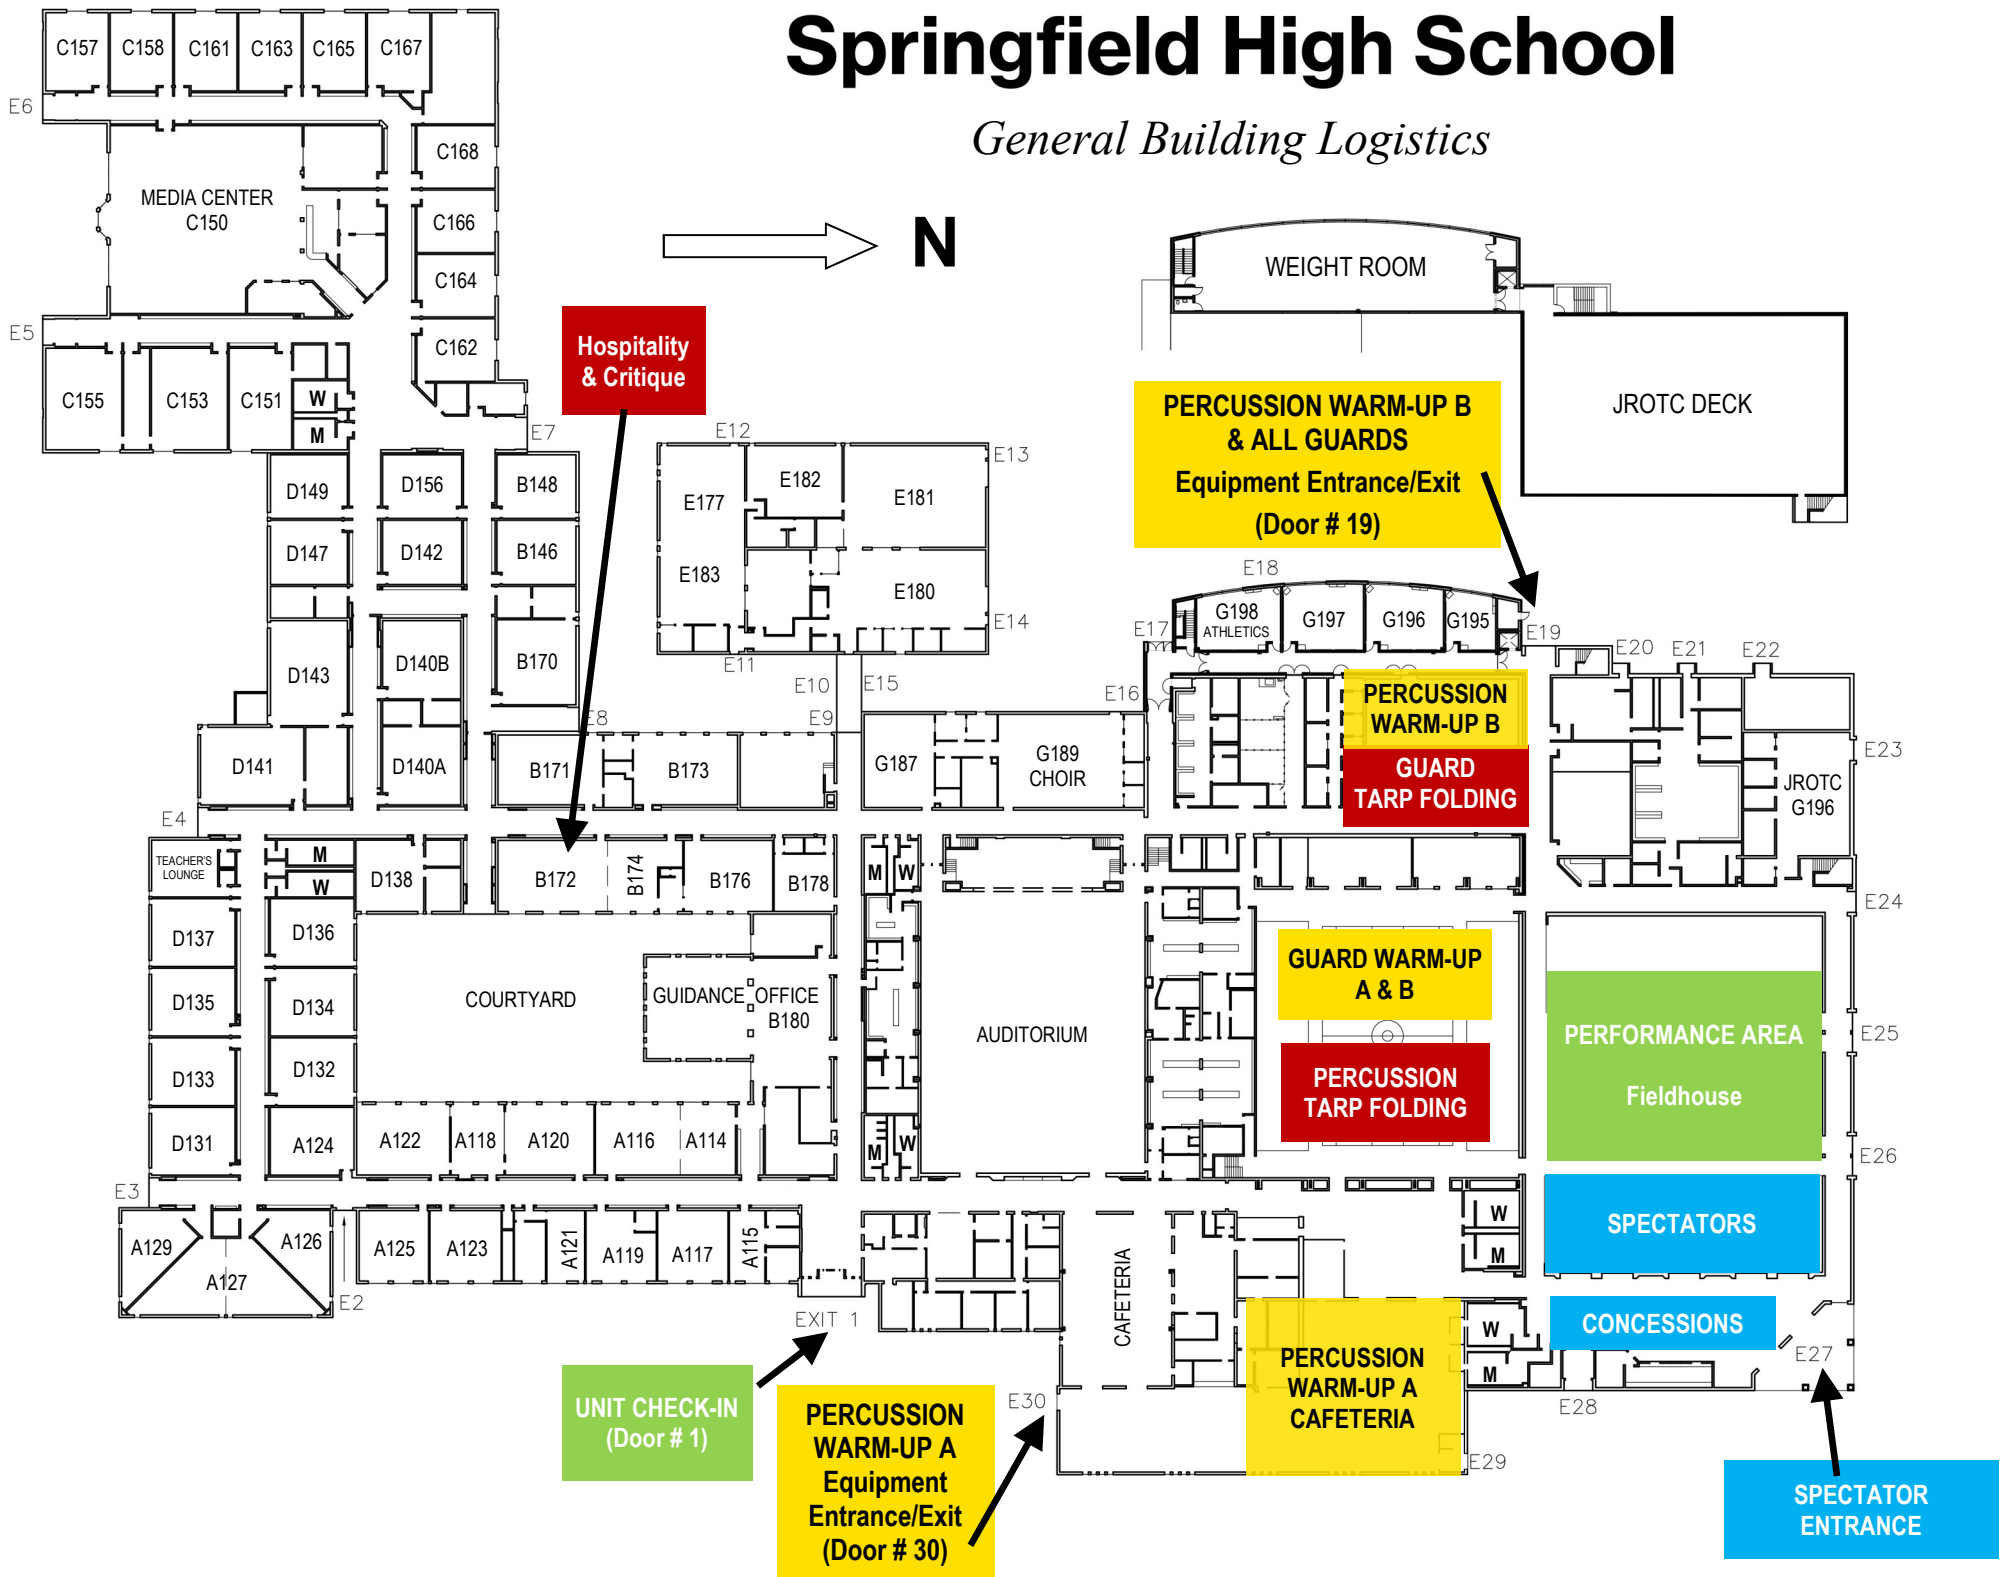 Springfield High School
General Building Logistics
N
C157
C158
C161
C163
C165
C167
E6
C168
MEDIA CENTER
C150
C166
C164
C162
E5
C155
C153
C151
W
M
E7
Hospitality
& Critique
WEIGHT ROOM
JROTC DECK
PERCUSSION WARM-UP B
& ALL GUARDS
Equipment Entrance/Exit
(Door # 19)
D149
D156
B148
D147
D142
B146
D143
D140B
B170
D141
D140A
E12
E13
E177
E182
E181
E183
E180
E14
E11
E10
E15
E8
E9
E16
E17
E18
G198
ATHLETICS
G197
G196
G195
E19
E20
E21
E22
E23
PERCUSSION
WARM-UP B
GUARD
TARP FOLDING
JROTC
G196
B171
B173
G187
G189
CHOIR
E4
TEACHER'S
LOUNGE
M
W
D138
B172
B174
B176
B178
M
W
E24
D137
D136
D135
D134
D133
D132
D131
A124
COURTYARD
GUIDANCE
OFFICE
B180
AUDITORIUM
GUARD WARM-UP
A & B
PERCUSSION
TARP FOLDING
PERFORMANCE AREA
Fieldhouse
E25
E26
A122
A118
A120
A116
A114
M
W
E3
A129
A127
A126
E2
A125
A123
A121
A119
A117
A115
EXIT 1
CAFETERIA
W
M
SPECTATORS
CONCESSIONS
W
M
E27
E28
E29
E30
PERCUSSION
WARM-UP A
CAFETERIA
UNIT CHECK-IN
(Door # 1)
PERCUSSION
WARM-UP A
Equipment
Entrance/Exit
(Door # 30)
SPECTATOR
ENTRANCE